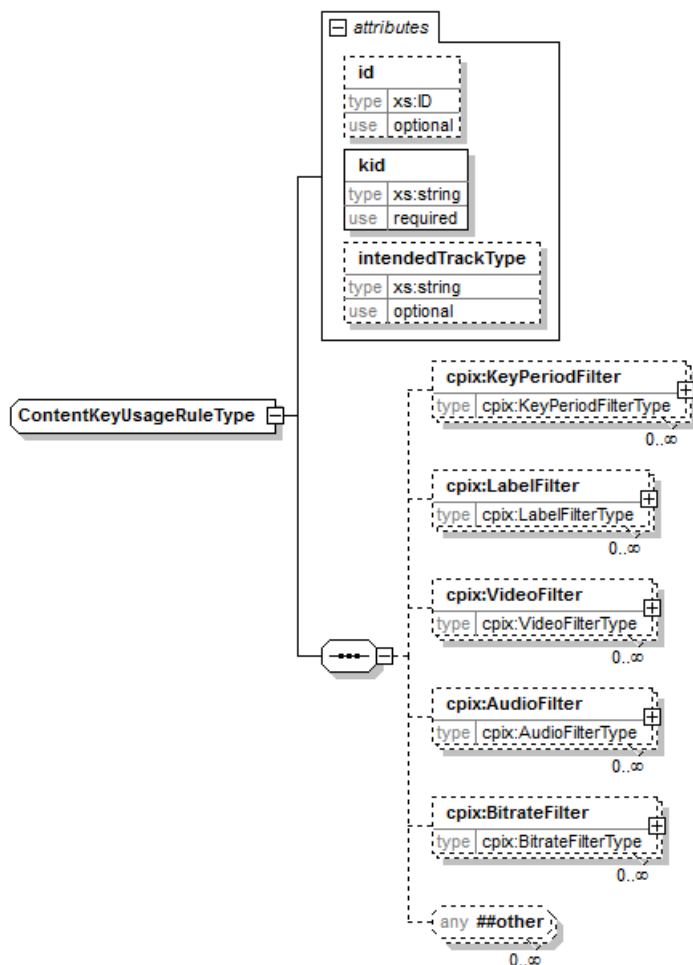 attributes
id
type xs:ID
use optional
kid
type xs:string
use required
intendedTrackType
type xs:string
use optional
ContentKeyUsageRuleType
cpix:KeyPeriodFilter
type cpix:KeyPeriodFilterType
0..∞
cpix:LabelFilter
type cpix:LabelFilterType
0..∞
cpix:VideoFilter
type cpix:VideoFilterType
0..∞
cpix:AudioFilter
type cpix:AudioFilterType
0..∞
cpix:BitrateFilter
type cpix:BitrateFilterType
0..∞
any ##other
0..∞